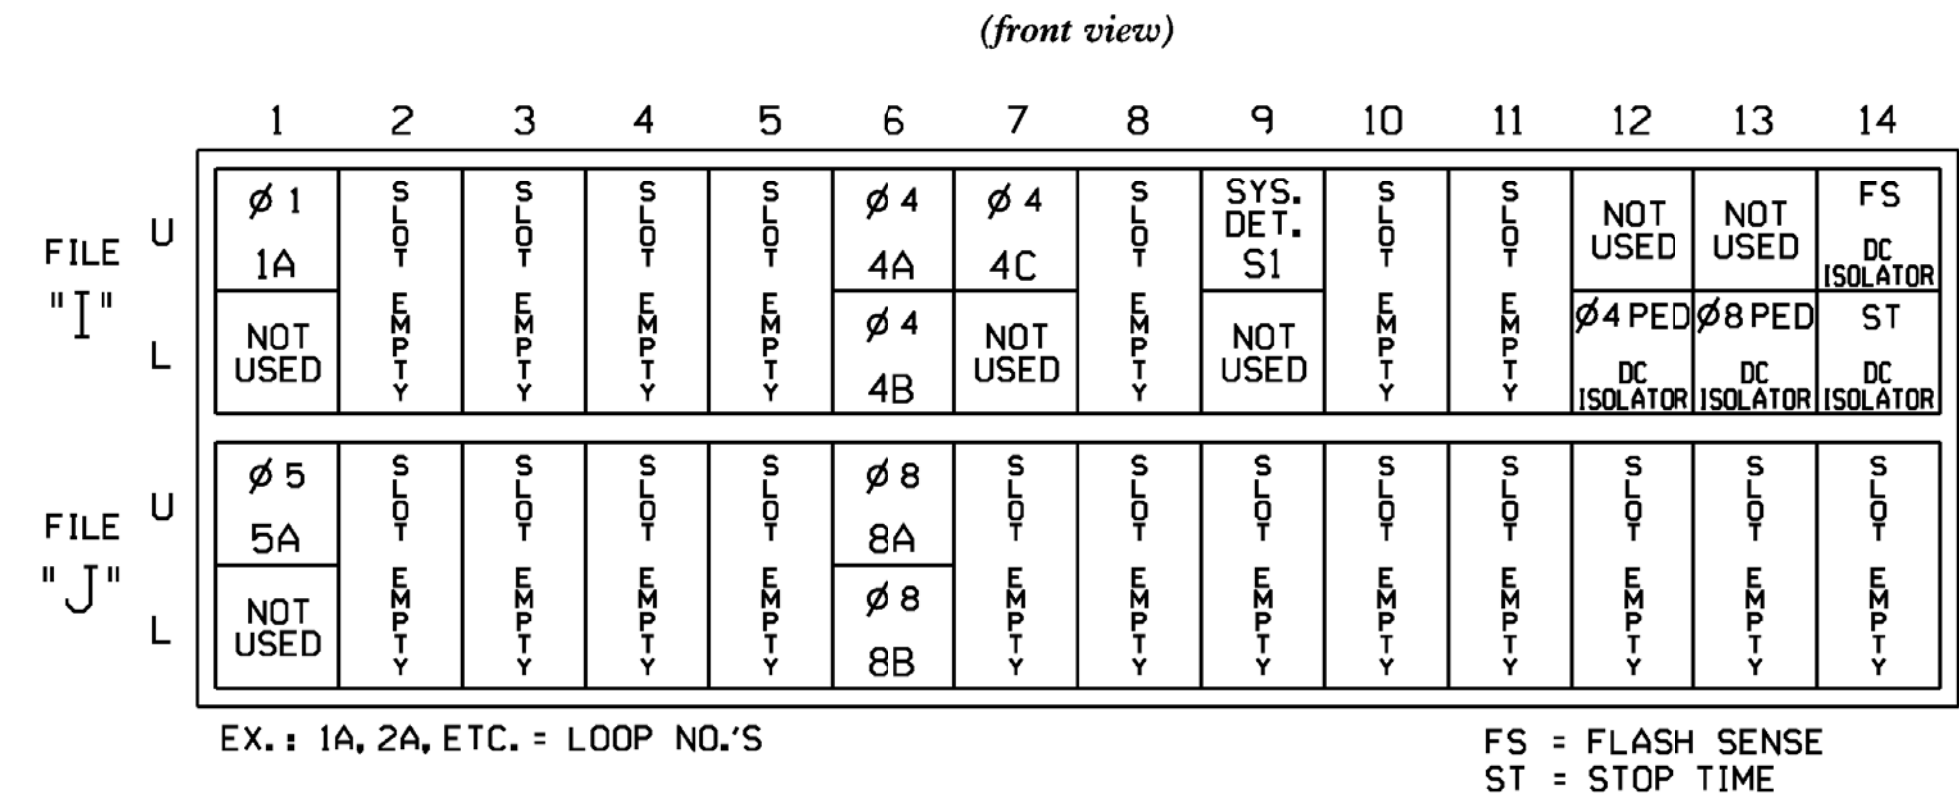 (front view)
1 2 3 4 5 6 7 8 9 10 11 12 13 14
FILE "I"
U
L
ø 1
1A
NOT
USED
SLOT EMPTY
SLOT EMPTY
SLOT EMPTY
SLOT EMPTY
ø 4
4A
ø 4
4B
ø 4
4C
NOT
USED
SLOT EMPTY
SYS.
DET.
S1
NOT
USED
SLOT EMPTY
SLOT EMPTY
NOT
USED
ø4 PED
DC
ISOLATOR
NOT
USED
ø8 PED
DC
ISOLATOR
FS
DC
ISOLATOR
ST
DC
ISOLATOR
FILE "J"
U
L
ø 5
5A
NOT
USED
SLOT EMPTY
SLOT EMPTY
SLOT EMPTY
SLOT EMPTY
ø 8
8A
ø 8
8B
SLOT EMPTY
SLOT EMPTY
SLOT EMPTY
SLOT EMPTY
SLOT EMPTY
SLOT EMPTY
SLOT EMPTY
SLOT EMPTY
EX.: 1A, 2A, ETC. = LOOP NO.'S
FS = FLASH SENSE
ST = STOP TIME